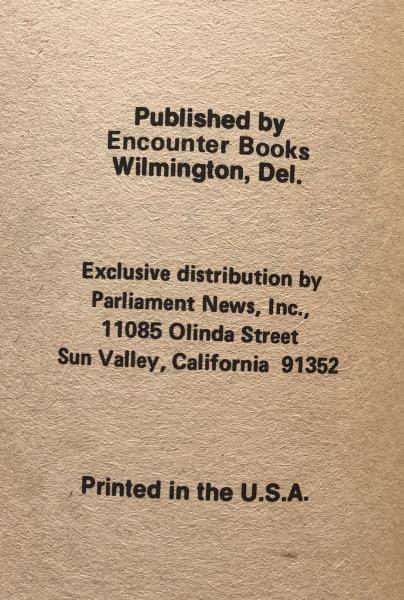 Published by
Encounter Books
Wilmington, Del.
Exclusive distribution by
Parliament News, Inc.,
11085 Olinda Street
Sun Valley, California 91352
Printed in the U.S.A.